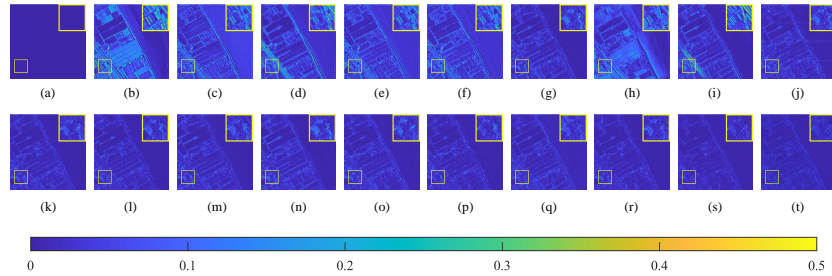 (a) (b) (c) (d) (e) (f) (g) (h) (i) (j)
(k) (l) (m) (n) (o) (p) (q) (r) (s) (t)
0 0.1 0.2 0.3 0.4 0.5